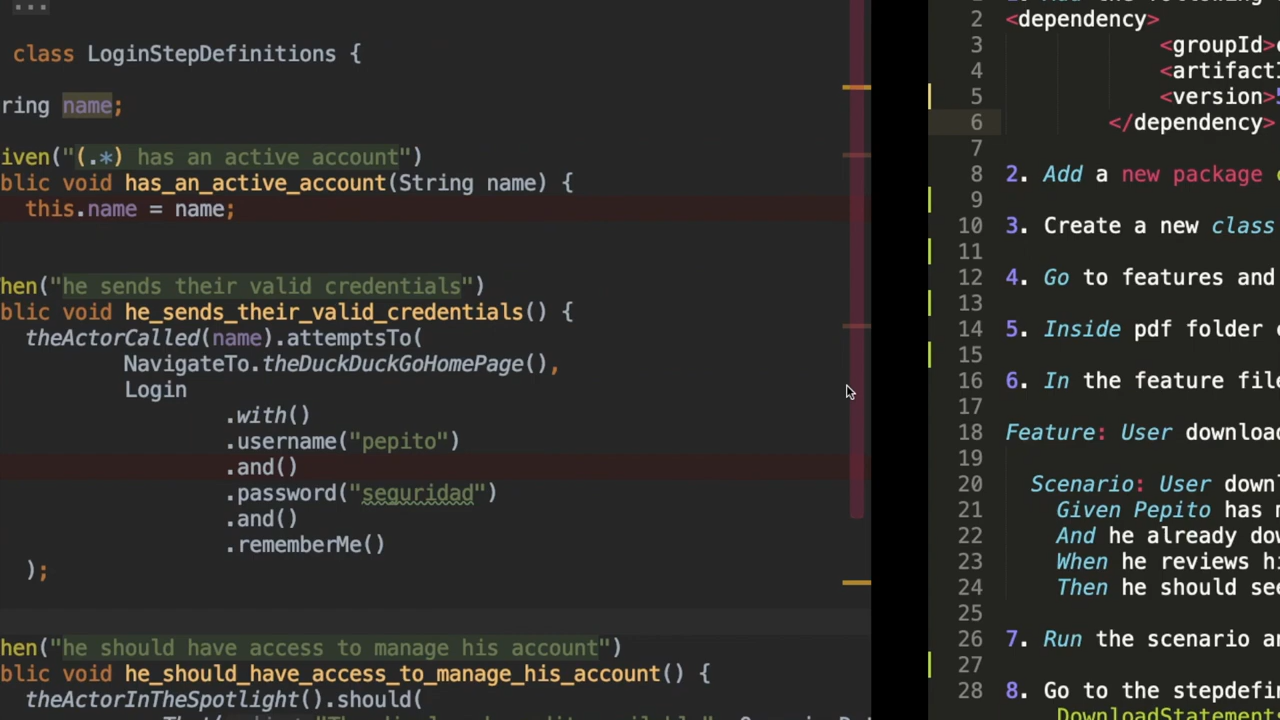 ...
class LoginStepDefinitions {
ring name;
iven("(.*) has an active account")
blic void has_an_active_account(String name) {
this.name = name;
hen("he sends their valid credentials")
blic void he_sends_their_valid_credentials() {
theActorCalled(name).attemptsTo(
NavigateTo.theDuckDuckGoHomePage(),
Login
.with()
.username("pepito")
.and()
.password("seguridad")
.and()
.rememberMe()
);
hen("he should have access to manage his account")
blic void he_should_have_access_to_manage_his_account() {
theActorInTheSpotlight().should(
1
2 <dependency>
3 <groupId>
4 <artifactI
5 <version>
6 </dependency>
7
8 2. Add a new package
9
10 3. Create a new class
11
12 4. Go to features and
13
14 5. Inside pdf folder
15
16 6. In the feature file
17
18 Feature: User download
19
20 Scenario: User downl
21 Given Pepito has
22 And he already dow
23 When he reviews hi
24 Then he should see
25
26 7. Run the scenario an
27
28 8. Go to the stepdefin
DownloadStatements